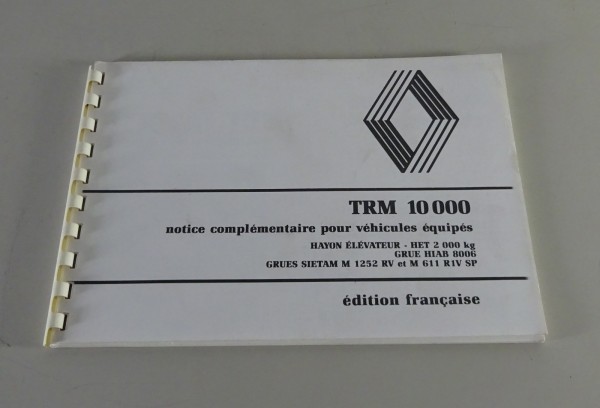 TRM 10 000
notice complémentaire pour véhicules équipés
HAYON ÉLÉVATEUR - HET 2 000 kg
GRUE HIAB 8006
GRUES SIETAM M 1252 RV et M 611 R1V SP
édition française